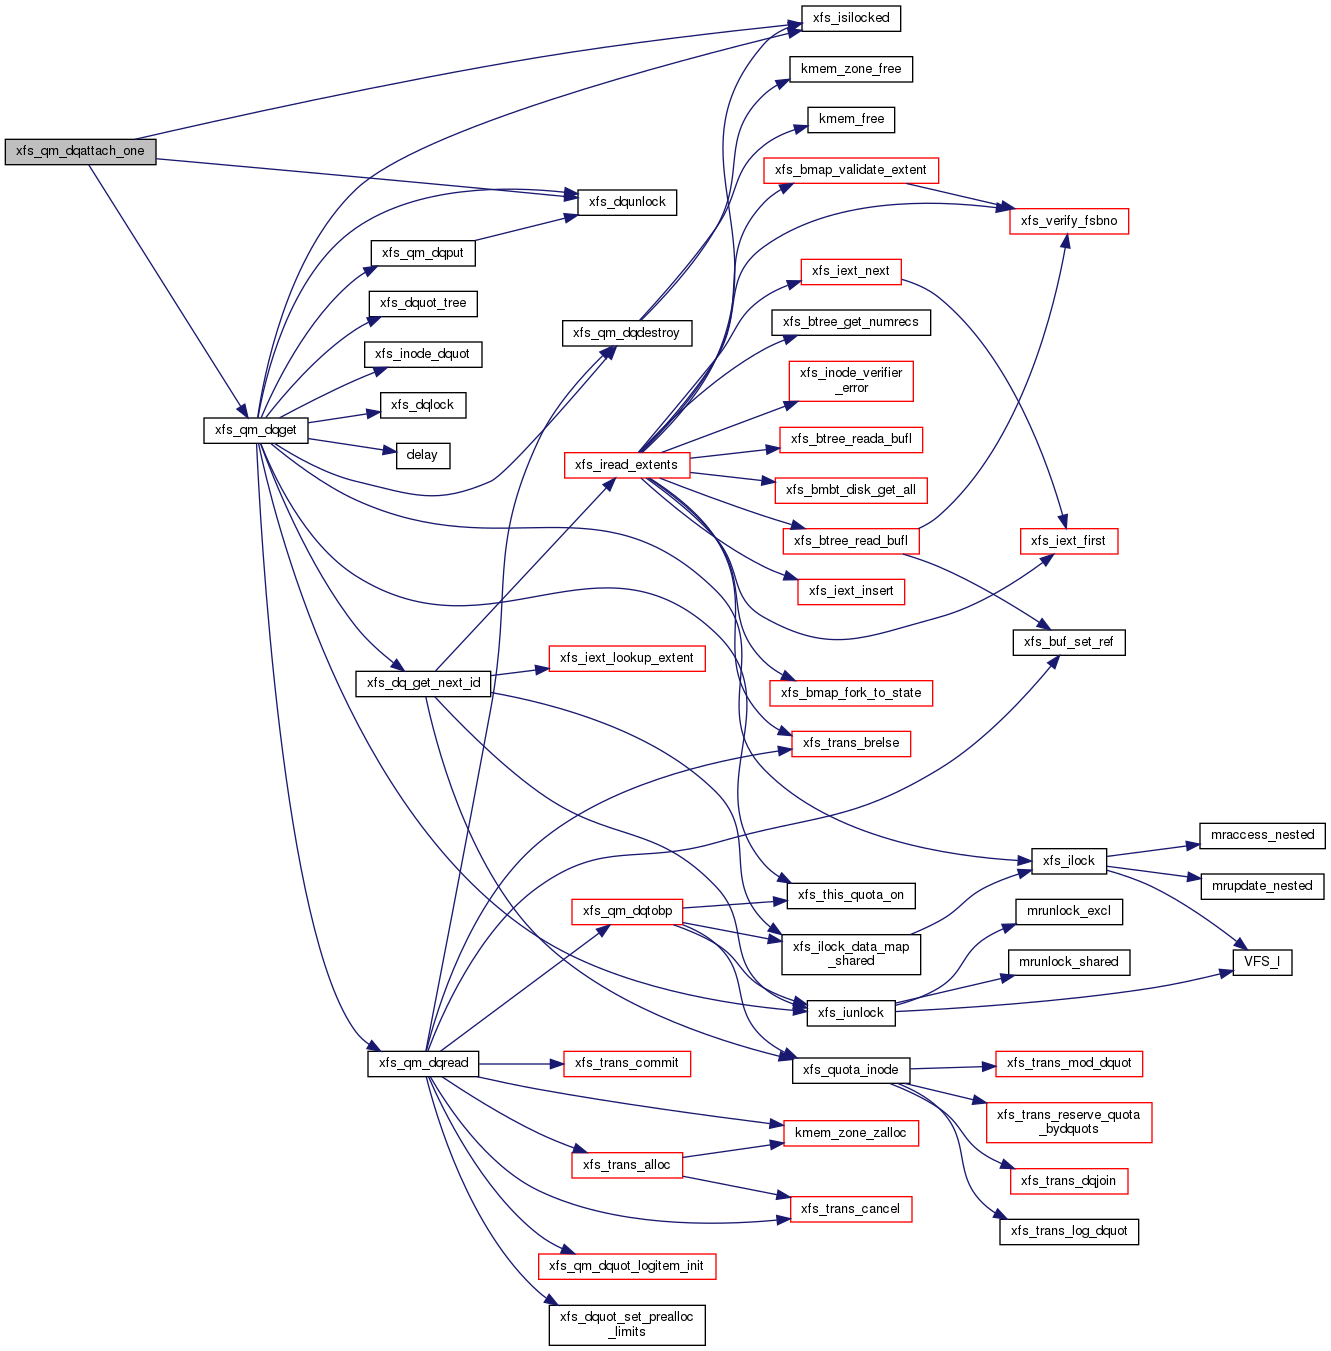 xfs_isilocked
kmem_zone_free
kmem_free
xfs_qm_dqattach_one
xfs_bmap_validate_extent
xfs_dqunlock
xfs_verify_fsbno
xfs_qm_dqput
xfs_iext_next
xfs_dquot_tree
xfs_btree_get_numrecs
xfs_qm_dqdestroy
xfs_inode_dquot
xfs_inode_verifier
_error
xfs_dqlock
xfs_qm_dqget
xfs_btree_reada_bufl
delay
xfs_iread_extents
xfs_bmbt_disk_get_all
xfs_btree_read_bufl
xfs_iext_first
xfs_iext_insert
xfs_buf_set_ref
xfs_iext_lookup_extent
xfs_dq_get_next_id
xfs_bmap_fork_to_state
xfs_trans_brelse
mraccess_nested
xfs_ilock
mrupdate_nested
xfs_this_quota_on
xfs_qm_dqtobp
mrunlock_excl
xfs_ilock_data_map
_shared
mrunlock_shared
VFS_I
xfs_iunlock
xfs_qm_dqread
xfs_trans_commit
xfs_quota_inode
xfs_trans_mod_dquot
xfs_trans_reserve_quota
_bydquots
kmem_zone_zalloc
xfs_trans_alloc
xfs_trans_dqjoin
xfs_trans_cancel
xfs_trans_log_dquot
xfs_qm_dquot_logitem_init
xfs_dquot_set_prealloc
_limits